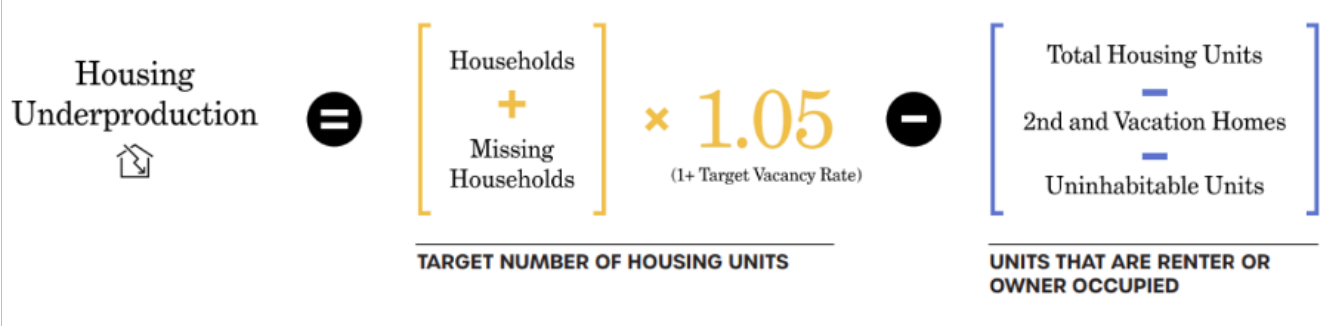 Housing
Underproduction
=
Households
+
Missing
Households
× 1.05
(1+ Target Vacancy Rate)
TARGET NUMBER OF HOUSING UNITS
−
Total Housing Units
−
2nd and Vacation Homes
−
Uninhabitable Units
UNITS THAT ARE RENTER OR
OWNER OCCUPIED